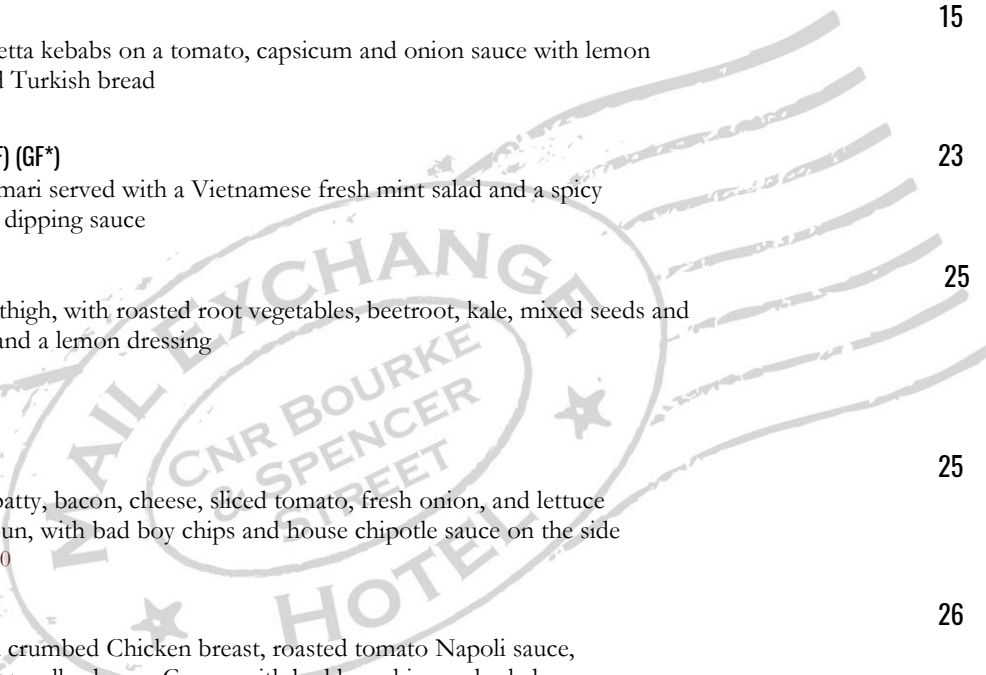 15
etta kebabs on a tomato, capsicum and onion sauce with lemon
Turkish bread
(GF*)
23
mari served with a Vietnamese fresh mint salad and a spicy
dipping sauce
25
thigh, with roasted root vegetables, beetroot, kale, mixed seeds and
and a lemon dressing
25
patty, bacon, cheese, sliced tomato, fresh onion, and lettuce
un, with bad boy chips and house chipotle sauce on the side
0
26
crumbed Chicken breast, roasted tomato Napoli sauce,
MAIL EXCHANGE
CNR BOURKE
& SPENCER
STREET
HOTEL